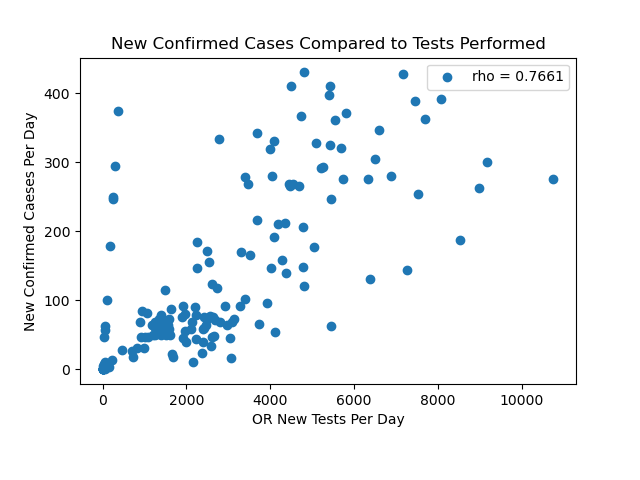 New Confirmed Cases Compared to Tests Performed
rho = 0.7661
400
300
200
100
0
New Confirmed Caeses Per Day
0 2000 4000 6000 8000 10000
OR New Tests Per Day